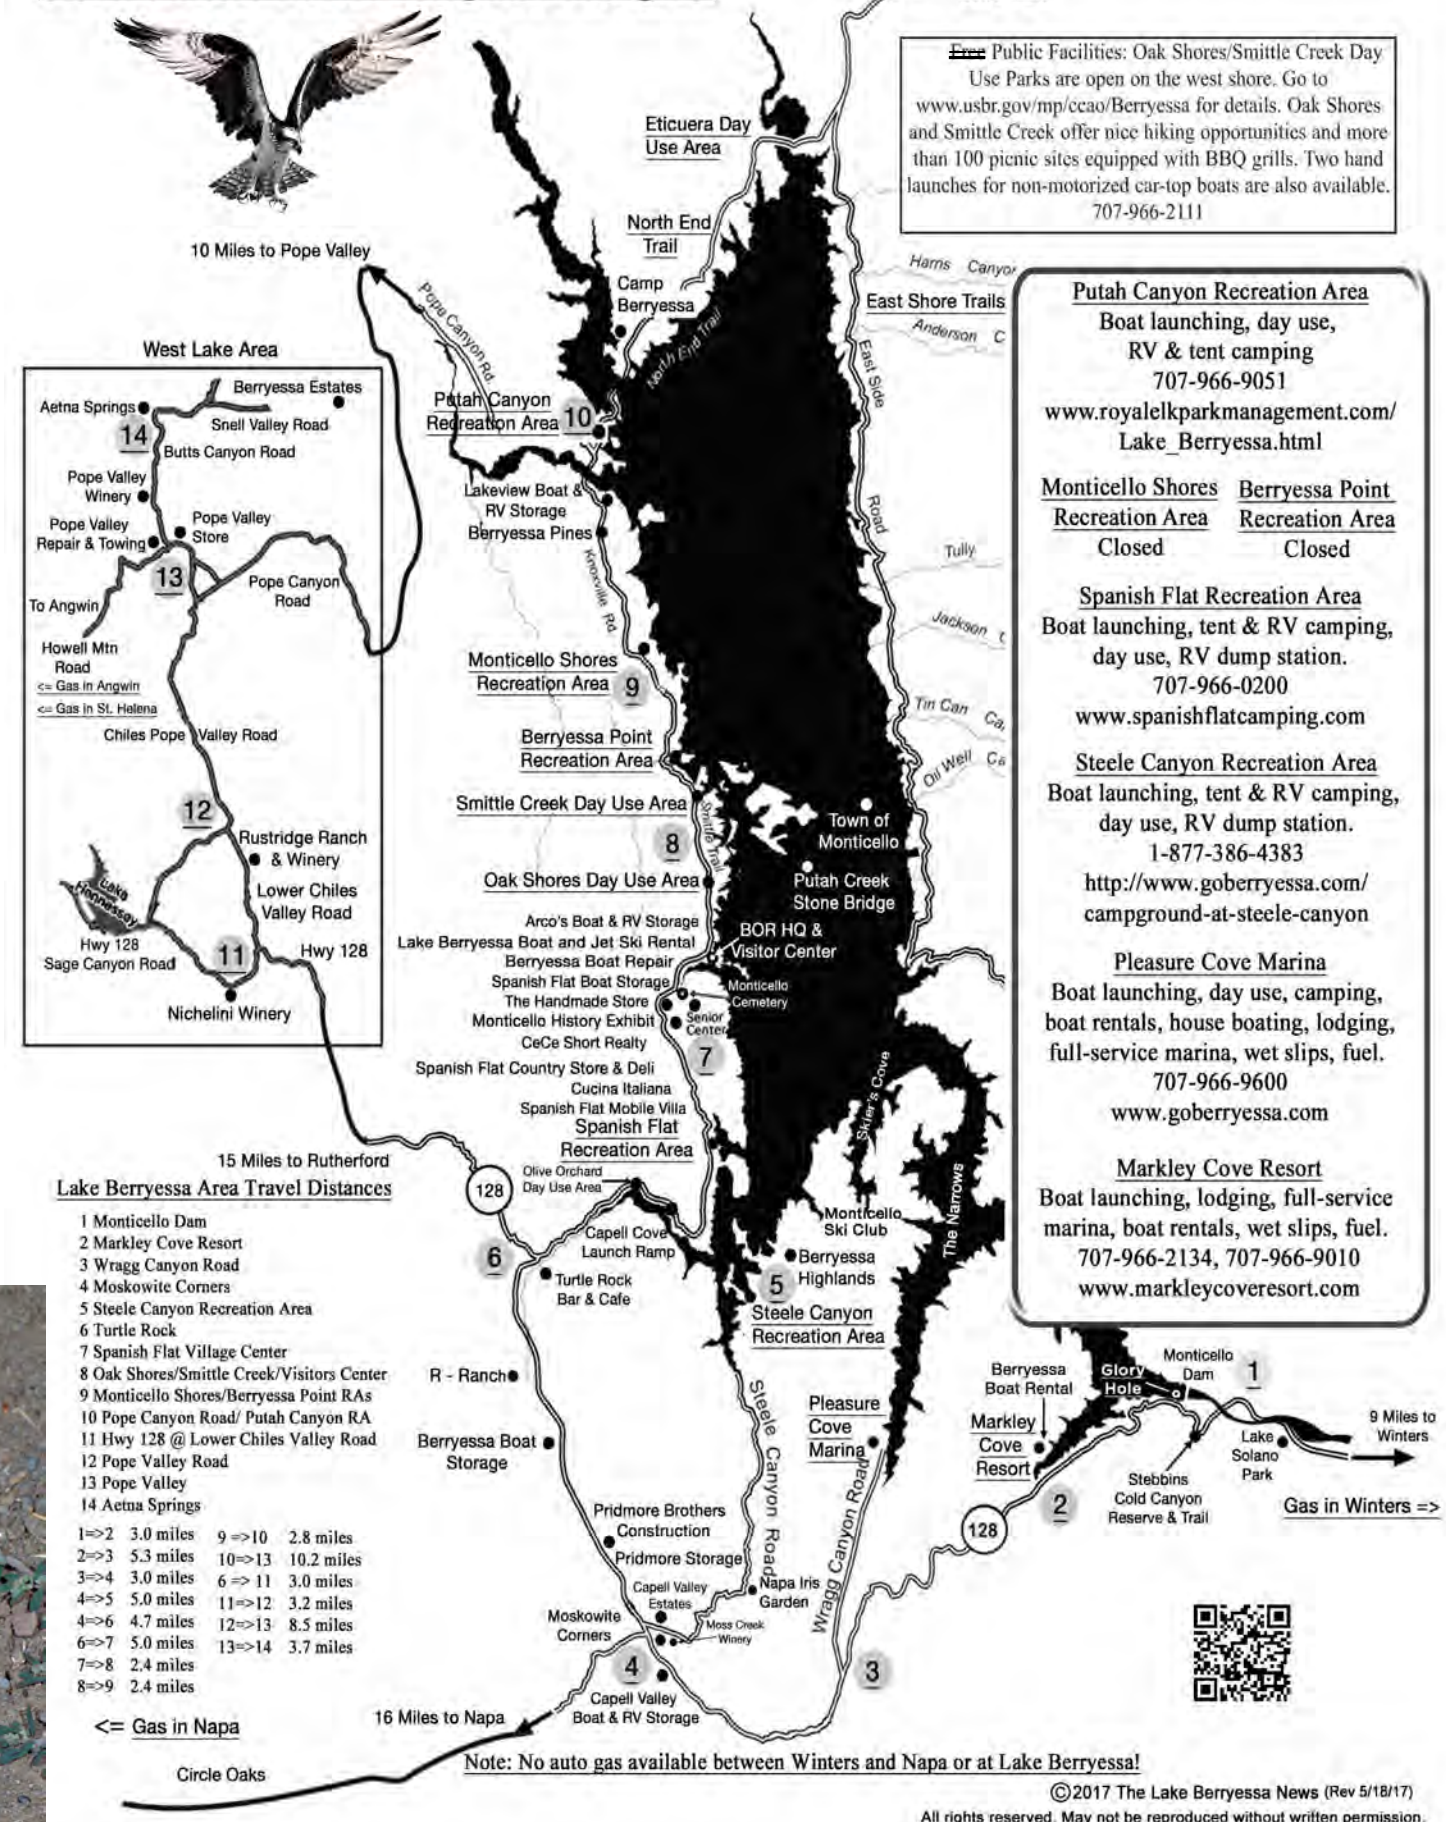 Free Public Facilities: Oak Shores/Smittle Creek Day
Use Parks are open on the west shore. Go to
www.usbr.gov/mp/ccao/Berryessa for details. Oak Shores
and Smittle Creek offer nice hiking opportunities and more
than 100 picnic sites equipped with BBQ grills. Two hand
launches for non-motorized car-top boats are also available.
707-966-2111
Eticuera Day
Use Area
North End
Trail
10 Miles to Pope Valley
Camp
Berryessa
Pope Canyon Rd.
North End Trail
Harris Canyon
East Shore Trails
Anderson C
East Side
Road
Tully
Jackson
Tin Can Ca
Oil Well Ca
West Lake Area
Berryessa Estates
Aetna Springs
Snell Valley Road
14
Butts Canyon Road
Pope Valley
Winery
Pope Valley
Repair & Towing
Pope Valley
Store
13
Pope Canyon
Road
To Angwin
Howell Mtn
Road
<= Gas in Angwin
<= Gas in St. Helena
Chiles Pope Valley Road
12
Rustridge Ranch
& Winery
Lake
Hennessey
Lower Chiles
Valley Road
Hwy 128
Sage Canyon Road
11
Hwy 128
Nichelini Winery
Putah Canyon
Recreation Area
10
Lakeview Boat &
RV Storage
Berryessa Pines
Knoxville Rd.
Monticello Shores
Recreation Area
9
Berryessa Point
Recreation Area
Smittle Creek Day Use Area
Smittle Trail
8
Oak Shores Day Use Area
Town of
Monticello
Putah Creek
Stone Bridge
Arco's Boat & RV Storage
Lake Berryessa Boat and Jet Ski Rental
Berryessa Boat Repair
BOR HQ &
Visitor Center
Spanish Flat Boat Storage
The Handmade Store
Monticello
Cemetery
Monticello History Exhibit
Senior
Center
CeCe Short Realty
7
Spanish Flat Country Store & Deli
Cucina Italiana
Spanish Flat Mobile Villa
Spanish Flat
Recreation Area
Olive Orchard
Day Use Area
Capell Cove
Launch Ramp
Skier's Cove
The Narrows
Monticello
Ski Club
Berryessa
Highlands
5
Steele Canyon
Recreation Area
15 Miles to Rutherford
128
6
Turtle Rock
Bar & Cafe
R - Ranch
Berryessa Boat
Storage
Steele Canyon Road
Pleasure
Cove
Marina
Wragg Canyon Road
Pridmore Brothers
Construction
Pridmore Storage
Capell Valley
Estates
Napa Iris
Garden
Moskowite
Corners
Moss Creek
Winery
4
Capell Valley
Boat & RV Storage
3
128
2
Berryessa
Boat Rental
Markley
Cove
Resort
Glory
Hole
Monticello
Dam
1
Stebbins
Cold Canyon
Reserve & Trail
Lake
Solano
Park
9 Miles to
Winters
Gas in Winters =>
Putah Canyon Recreation Area
Boat launching, day use,
RV & tent camping
707-966-9051
www.royalelkparkmanagement.com/
Lake_Berryessa.html
Monticello Shores
Recreation Area
Closed
Berryessa Point
Recreation Area
Closed
Spanish Flat Recreation Area
Boat launching, tent & RV camping,
day use, RV dump station.
707-966-0200
www.spanishflatcamping.com
Steele Canyon Recreation Area
Boat launching, tent & RV camping,
day use, RV dump station.
1-877-386-4383
http://www.goberryessa.com/
campground-at-steele-canyon
Pleasure Cove Marina
Boat launching, day use, camping,
boat rentals, house boating, lodging,
full-service marina, wet slips, fuel.
707-966-9600
www.goberryessa.com
Markley Cove Resort
Boat launching, lodging, full-service
marina, boat rentals, wet slips, fuel.
707-966-2134, 707-966-9010
www.markleycoveresort.com
Lake Berryessa Area Travel Distances
1 Monticello Dam
2 Markley Cove Resort
3 Wragg Canyon Road
4 Moskowite Corners
5 Steele Canyon Recreation Area
6 Turtle Rock
7 Spanish Flat Village Center
8 Oak Shores/Smittle Creek/Visitors Center
9 Monticello Shores/Berryessa Point RAs
10 Pope Canyon Road/ Putah Canyon RA
11 Hwy 128 @ Lower Chiles Valley Road
12 Pope Valley Road
13 Pope Valley
14 Aetna Springs
1=>2 3.0 miles
2=>3 5.3 miles
3=>4 3.0 miles
4=>5 5.0 miles
4=>6 4.7 miles
6=>7 5.0 miles
7=>8 2.4 miles
8=>9 2.4 miles
9 =>10 2.8 miles
10=>13 10.2 miles
6 => 11 3.0 miles
11=>12 3.2 miles
12=>13 8.5 miles
13=>14 3.7 miles
<= Gas in Napa
16 Miles to Napa
Circle Oaks
Note: No auto gas available between Winters and Napa or at Lake Berryessa!
©2017 The Lake Berryessa News (Rev 5/18/17)
All rights reserved. May not be reproduced without written permission.